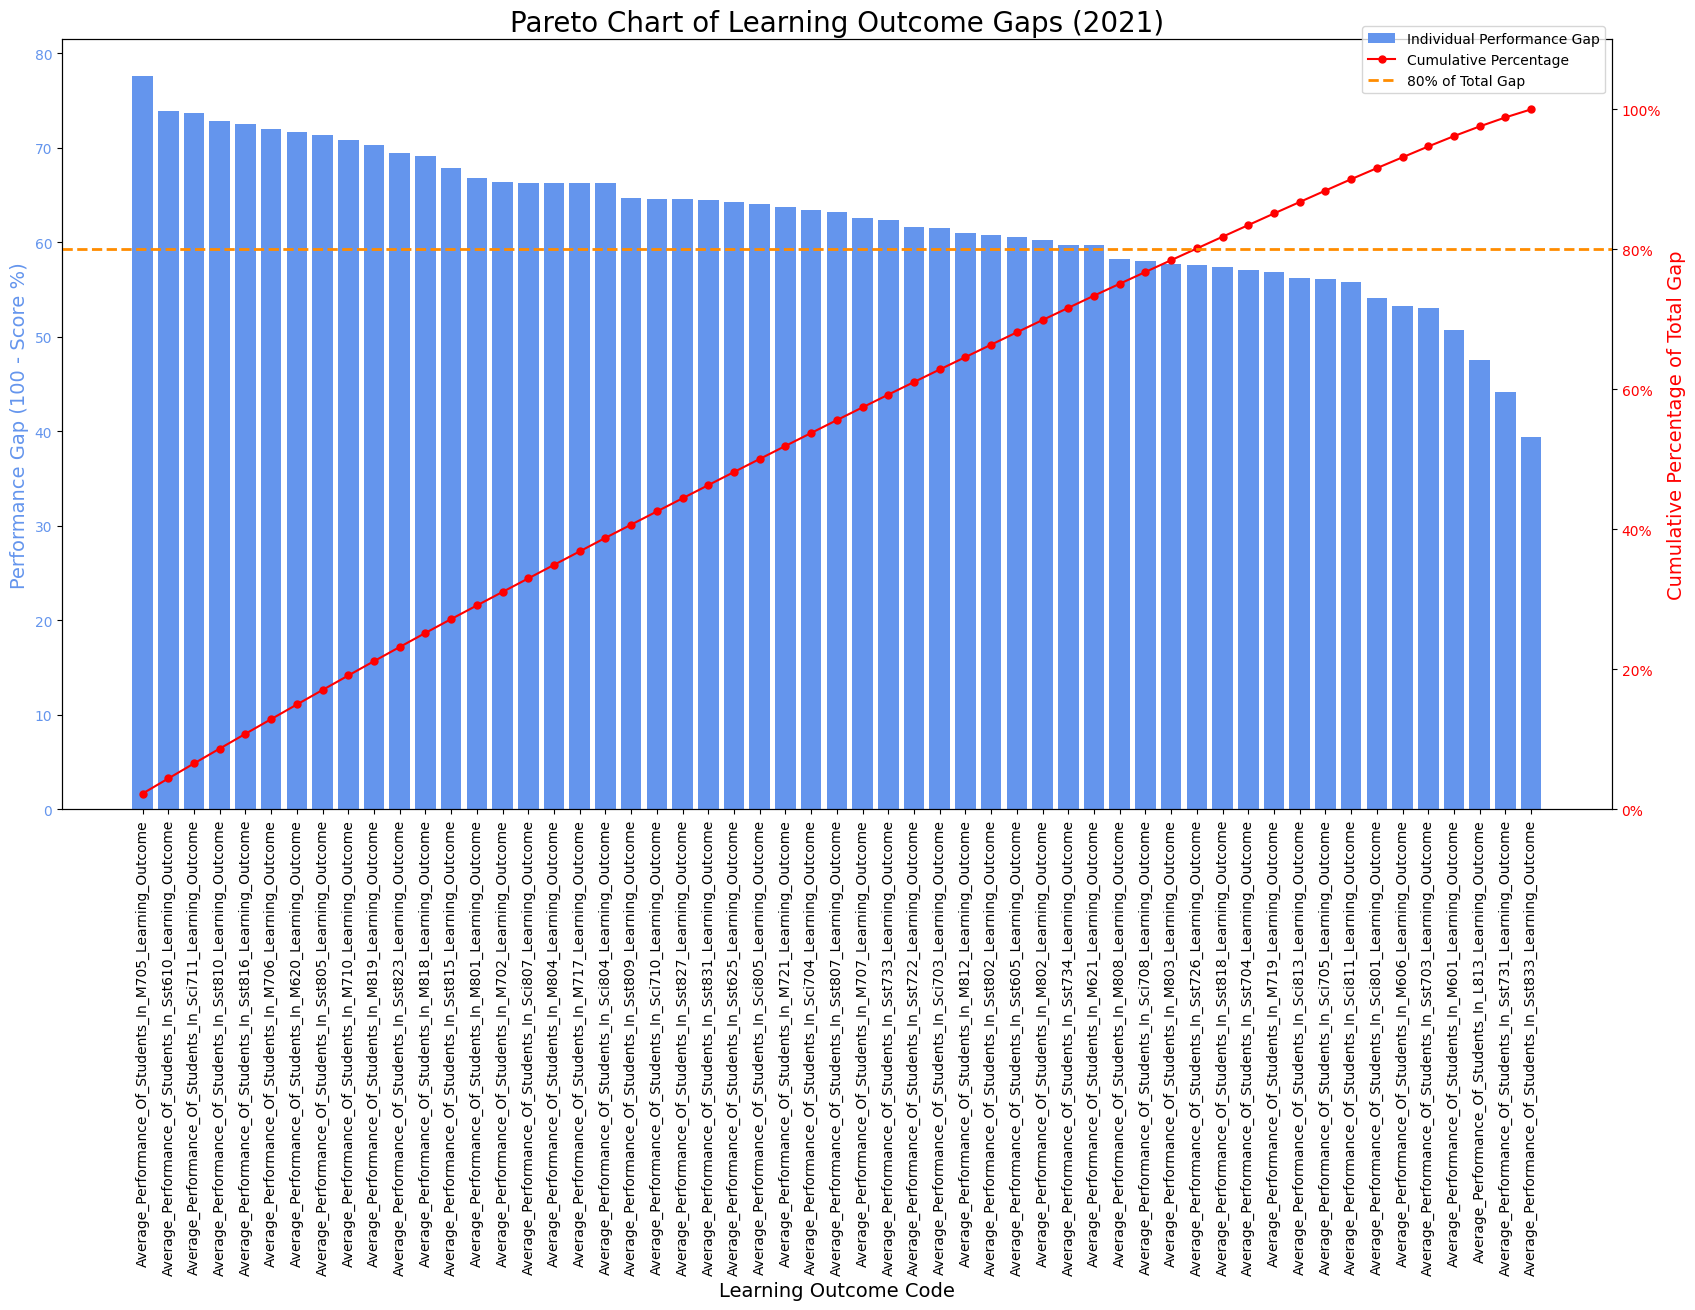 Pareto Chart of Learning Outcome Gaps (2021)
Individual Performance Gap
Cumulative Percentage
80% of Total Gap
Performance Gap (100 - Score %)
80
70
60
50
40
30
20
10
0
Cumulative Percentage of Total Gap
100%
80%
60%
40%
20%
0%
Average_Performance_Of_Students_In_M705_Learning_Outcome
Average_Performance_Of_Students_In_Sst610_Learning_Outcome
Average_Performance_Of_Students_In_Sci711_Learning_Outcome
Average_Performance_Of_Students_In_Sst810_Learning_Outcome
Average_Performance_Of_Students_In_Sst816_Learning_Outcome
Average_Performance_Of_Students_In_M706_Learning_Outcome
Average_Performance_Of_Students_In_M620_Learning_Outcome
Average_Performance_Of_Students_In_Sst805_Learning_Outcome
Average_Performance_Of_Students_In_M710_Learning_Outcome
Average_Performance_Of_Students_In_M819_Learning_Outcome
Average_Performance_Of_Students_In_Sst823_Learning_Outcome
Average_Performance_Of_Students_In_M818_Learning_Outcome
Average_Performance_Of_Students_In_Sst815_Learning_Outcome
Average_Performance_Of_Students_In_M801_Learning_Outcome
Average_Performance_Of_Students_In_M702_Learning_Outcome
Average_Performance_Of_Students_In_Sci807_Learning_Outcome
Average_Performance_Of_Students_In_M804_Learning_Outcome
Average_Performance_Of_Students_In_M717_Learning_Outcome
Average_Performance_Of_Students_In_Sci804_Learning_Outcome
Average_Performance_Of_Students_In_Sst809_Learning_Outcome
Average_Performance_Of_Students_In_Sci710_Learning_Outcome
Average_Performance_Of_Students_In_Sst827_Learning_Outcome
Average_Performance_Of_Students_In_Sst831_Learning_Outcome
Average_Performance_Of_Students_In_Sst625_Learning_Outcome
Average_Performance_Of_Students_In_Sci805_Learning_Outcome
Average_Performance_Of_Students_In_M721_Learning_Outcome
Average_Performance_Of_Students_In_Sci704_Learning_Outcome
Average_Performance_Of_Students_In_Sst807_Learning_Outcome
Average_Performance_Of_Students_In_M707_Learning_Outcome
Average_Performance_Of_Students_In_Sst733_Learning_Outcome
Average_Performance_Of_Students_In_Sst722_Learning_Outcome
Average_Performance_Of_Students_In_Sci703_Learning_Outcome
Average_Performance_Of_Students_In_M812_Learning_Outcome
Average_Performance_Of_Students_In_Sst802_Learning_Outcome
Average_Performance_Of_Students_In_Sst605_Learning_Outcome
Average_Performance_Of_Students_In_M802_Learning_Outcome
Average_Performance_Of_Students_In_Sst734_Learning_Outcome
Average_Performance_Of_Students_In_M621_Learning_Outcome
Average_Performance_Of_Students_In_M808_Learning_Outcome
Average_Performance_Of_Students_In_Sci708_Learning_Outcome
Average_Performance_Of_Students_In_M803_Learning_Outcome
Average_Performance_Of_Students_In_Sst726_Learning_Outcome
Average_Performance_Of_Students_In_Sst818_Learning_Outcome
Average_Performance_Of_Students_In_Sst704_Learning_Outcome
Average_Performance_Of_Students_In_M719_Learning_Outcome
Average_Performance_Of_Students_In_Sci813_Learning_Outcome
Average_Performance_Of_Students_In_Sci705_Learning_Outcome
Average_Performance_Of_Students_In_Sci811_Learning_Outcome
Average_Performance_Of_Students_In_Sci801_Learning_Outcome
Average_Performance_Of_Students_In_M606_Learning_Outcome
Average_Performance_Of_Students_In_Sst703_Learning_Outcome
Average_Performance_Of_Students_In_M601_Learning_Outcome
Average_Performance_Of_Students_In_L813_Learning_Outcome
Average_Performance_Of_Students_In_Sst731_Learning_Outcome
Average_Performance_Of_Students_In_Sst833_Learning_Outcome
Learning Outcome Code